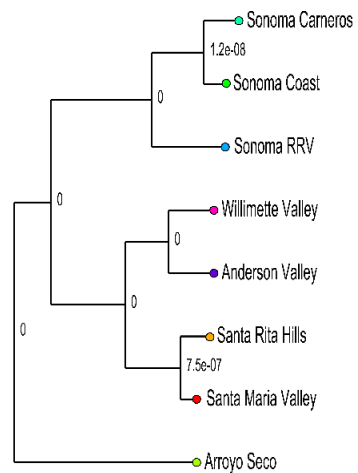 Sonoma Carneros
1.2e-08
Sonoma Coast
0
Sonoma RRV
0
Willimette Valley
0
Anderson Valley
0
Santa Rita Hills
0
7.5e-07
Santa Maria Valley
Arroyo Seco